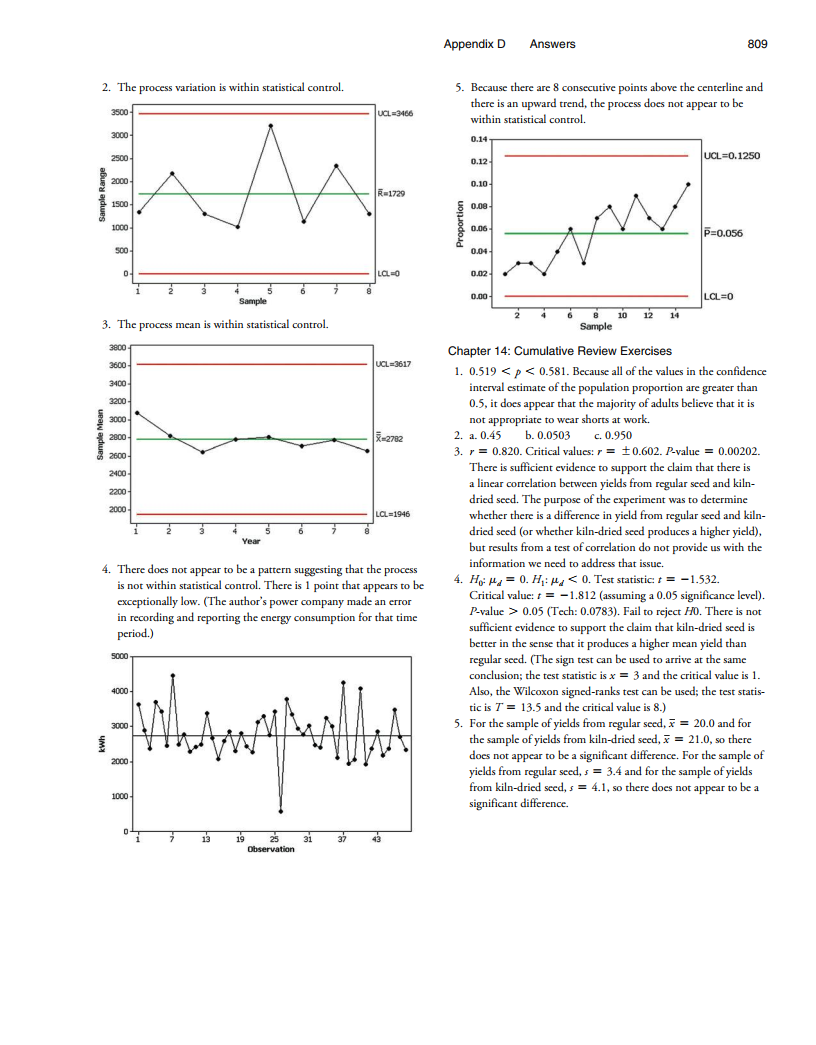 Appendix D Answers 809
2. The process variation is within statistical control.
3500
3000
2500
2000
1500
1000
500
0
Sample Range
UCL=3466
R̄=1729
LCL=0
1 2 3 4 5 6 7 8
Sample
3. The process mean is within statistical control.
3800
3600
3400
3200
3000
2800
2600
2400
2200
2000
Sample Mean
UCL=3617
X̿=2782
LCL=1946
1 2 3 4 5 6 7 8
Year
4. There does not appear to be a pattern suggesting that the process
is not within statistical control. There is 1 point that appears to be
exceptionally low. (The author's power company made an error
in recording and reporting the energy consumption for that time
period.)
5000
4000
3000
2000
1000
0
kWh
1 7 13 19 25 31 37 43
Observation
5. Because there are 8 consecutive points above the centerline and
there is an upward trend, the process does not appear to be
within statistical control.
0.14
0.12
0.10
0.08
0.06
0.04
0.02
0.00
Proportion
UCL=0.1250
P̄=0.056
LCL=0
2 4 6 8 10 12 14
Sample
Chapter 14: Cumulative Review Exercises
1. 0.519 < p < 0.581. Because all of the values in the confidence
interval estimate of the population proportion are greater than
0.5, it does appear that the majority of adults believe that it is
not appropriate to wear shorts at work.
2. a. 0.45 b. 0.0503 c. 0.950
3. r = 0.820. Critical values: r = ±0.602. P-value = 0.00202.
There is sufficient evidence to support the claim that there is
a linear correlation between yields from regular seed and kiln-
dried seed. The purpose of the experiment was to determine
whether there is a difference in yield from regular seed and kiln-
dried seed (or whether kiln-dried seed produces a higher yield),
but results from a test of correlation do not provide us with the
information we need to address that issue.
4. H₀: μd = 0. H₁: μd < 0. Test statistic: t = −1.532.
Critical value: t = −1.812 (assuming a 0.05 significance level).
P-value > 0.05 (Tech: 0.0783). Fail to reject H0. There is not
sufficient evidence to support the claim that kiln-dried seed is
better in the sense that it produces a higher mean yield than
regular seed. (The sign test can be used to arrive at the same
conclusion; the test statistic is x = 3 and the critical value is 1.
Also, the Wilcoxon signed-ranks test can be used; the test statis-
tic is T = 13.5 and the critical value is 8.)
5. For the sample of yields from regular seed, x̄ = 20.0 and for
the sample of yields from kiln-dried seed, x̄ = 21.0, so there
does not appear to be a significant difference. For the sample of
yields from regular seed, s = 3.4 and for the sample of yields
from kiln-dried seed, s = 4.1, so there does not appear to be a
significant difference.